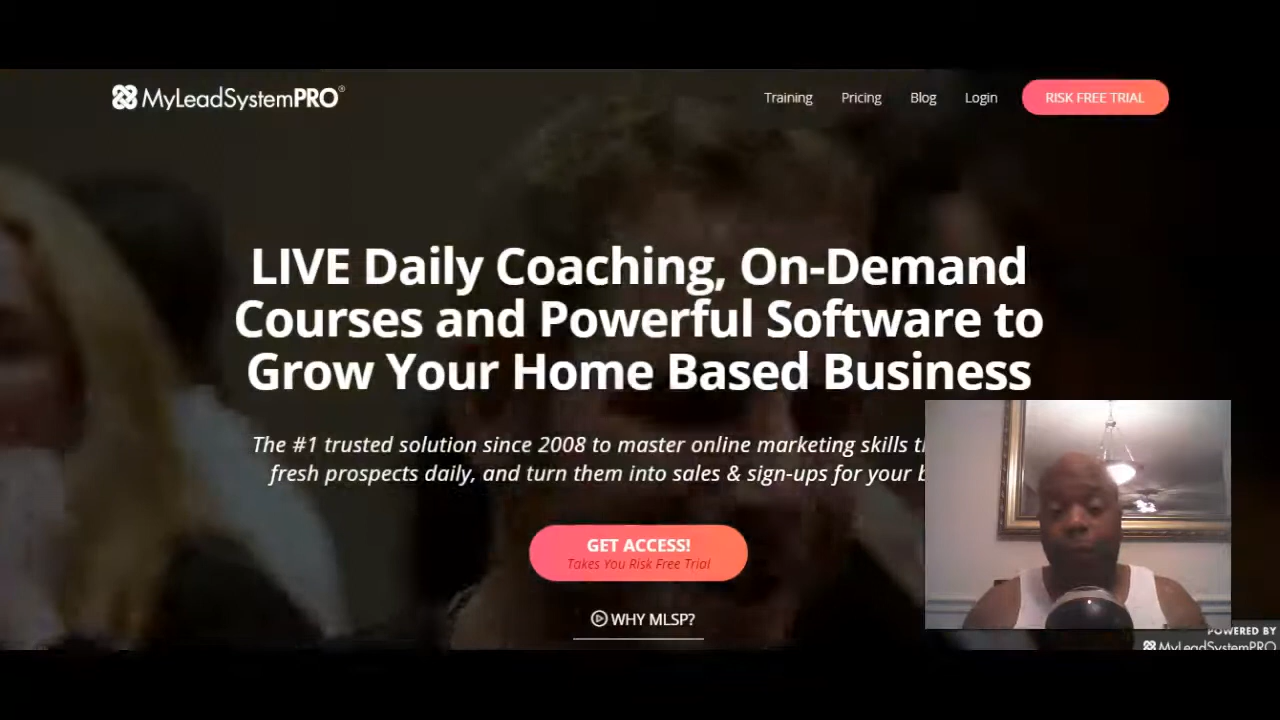 MyLeadSystemPRO®
Training Pricing Blog Login RISK FREE TRIAL
LIVE Daily Coaching, On-Demand
Courses and Powerful Software to
Grow Your Home Based Business
The #1 trusted solution since 2008 to master online marketing skills
fresh prospects daily, and turn them into sales & sign-ups for your
GET ACCESS!
Takes You Risk Free Trial
WHY MLSP?
POWERED BY
MyLeadSystemPRO